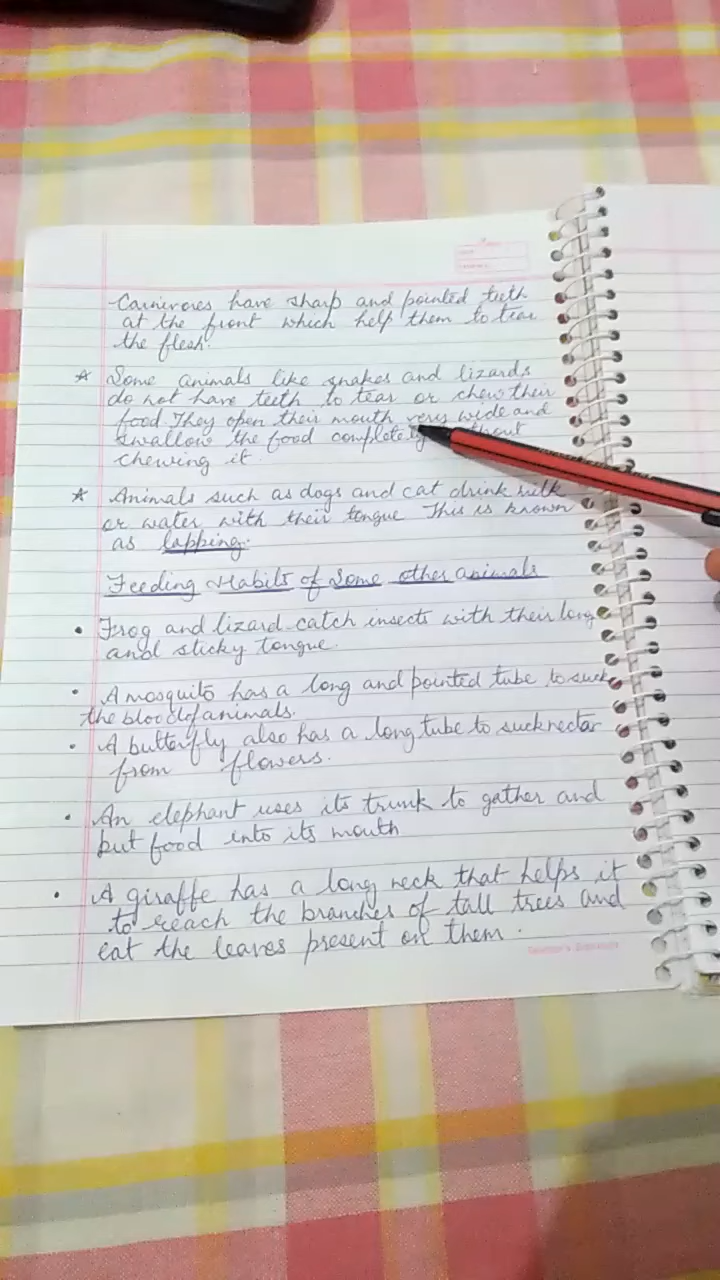 Carnivores have sharp and pointed teeth
at the front which help them to tear
the flesh.
* Some animals like snakes and lizards
do not have teeth to tear or chew their
food. They open their mouth very wide and
swallow the food completely without
chewing it
* Animals such as dogs and cat drink milk
or water with their tongue This is known
as lapping.
Feeding Habits of Some other animals
• Frog and lizard catch insects with their long
and sticky tongue.
• A mosquito has a long and pointed tube to suck
the blood of animals.
• A butterfly also has a long tube to suck nectar
from flowers.
• An elephant uses its trunk to gather and
but food into its mouth
• A giraffe has a long neck that helps it
to reach the branches of tall trees and
eat the leaves present on them.